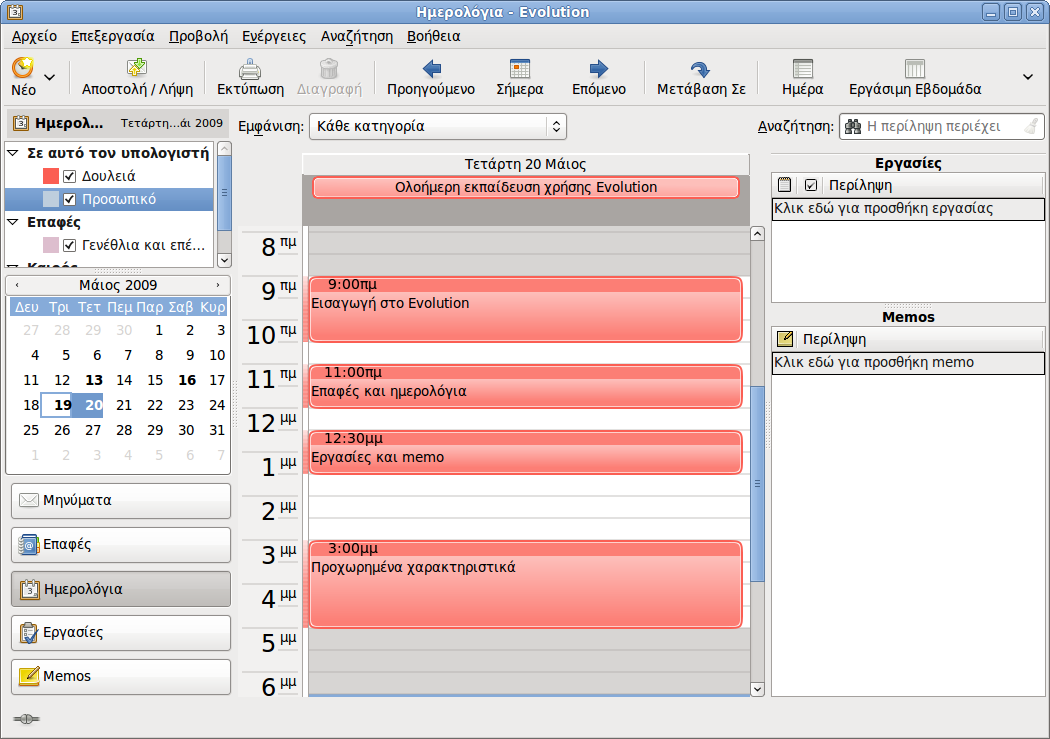 Ημερολόγια - Evolution
Αρχείο Επεξεργασία Προβολή Ενέργειες Αναζήτηση Βοήθεια
Νέο Αποστολή / Λήψη Εκτύπωση Διαγραφή Προηγούμενο Σήμερα Επόμενο Μετάβαση Σε Ημέρα Εργάσιμη Εβδομάδα
Ημερολ... Τετάρτη...άι 2009
Εμφάνιση: Κάθε κατηγορία Αναζήτηση: Η περίληψη περιέχει
Σε αυτό τον υπολογιστή
Δουλειά
Προσωπικό
Επαφές
Γενέθλια και επέ...
Καιρός
Μάιος 2009
Δευ Τρι Τετ Πεμ Παρ Σαβ Κυρ
27 28 29 30 1 2 3
4 5 6 7 8 9 10
11 12 13 14 15 16 17
18 19 20 21 22 23 24
25 26 27 28 29 30 31
1 2 3 4 5 6 7
Μηνύματα
Επαφές
Ημερολόγια
Εργασίες
Memos
Τετάρτη 20 Μάιος
Ολοήμερη εκπαίδευση χρήσης Evolution
8 πμ
9 πμ
9:00πμ
Εισαγωγή στο Evolution
10 πμ
11 πμ
11:00πμ
Επαφές και ημερολόγια
12 μμ
12:30μμ
Εργασίες και memo
1 μμ
2 μμ
3 μμ
3:00μμ
Προχωρημένα χαρακτηριστικά
4 μμ
5 μμ
6 μμ
Εργασίες
Περίληψη
Κλικ εδώ για προσθήκη εργασίας
Memos
Περίληψη
Κλικ εδώ για προσθήκη memo